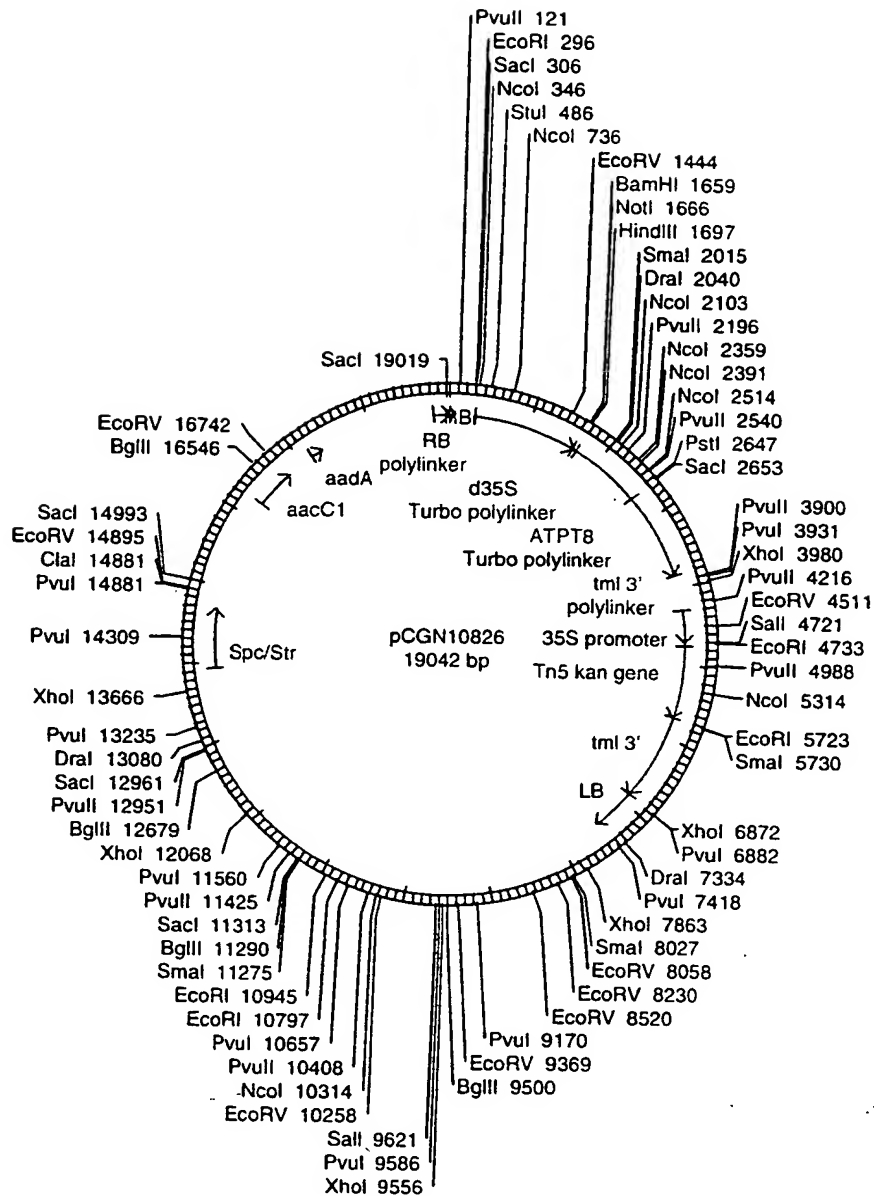 PvuII 121
EcoRI 296
SacI 306
NcoI 346
StuI 486
NcoI 736
EcoRV 1444
BamHI 1659
NotI 1666
HindIII 1697
SmaI 2015
DraI 2040
NcoI 2103
PvuII 2196
NcoI 2359
NcoI 2391
NcoI 2514
PvuII 2540
PstI 2647
SacI 2653
PvuII 3900
PvuI 3931
XhoI 3980
PvuII 4216
EcoRV 4511
SalI 4721
EcoRI 4733
PvuII 4988
NcoI 5314
EcoRI 5723
SmaI 5730
XhoI 6872
PvuI 6882
DraI 7334
PvuI 7418
XhoI 7863
SmaI 8027
EcoRV 8058
EcoRV 8230
EcoRV 8520
PvuI 9170
EcoRV 9369
BglII 9500
XhoI 9556
PvuI 9586
SalI 9621
EcoRV 10258
NcoI 10314
PvuII 10408
PvuI 10657
EcoRI 10797
EcoRI 10945
SmaI 11275
BglII 11290
SacI 11313
PvuII 11425
PvuI 11560
XhoI 12068
BglII 12679
PvuII 12951
SacI 12961
DraI 13080
PvuI 13235
XhoI 13666
PvuI 14309
PvuI 14881
ClaI 14881
EcoRV 14895
SacI 14993
BglII 16546
EcoRV 16742
SacI 19019
RB
RB
polylinker
d35S
Turbo polylinker
ATPT8
Turbo polylinker
tml 3'
polylinker
35S promoter
Tn5 kan gene
tml 3'
LB
Spc/Str
aacC1
aadA
pCGN10826
19042 bp